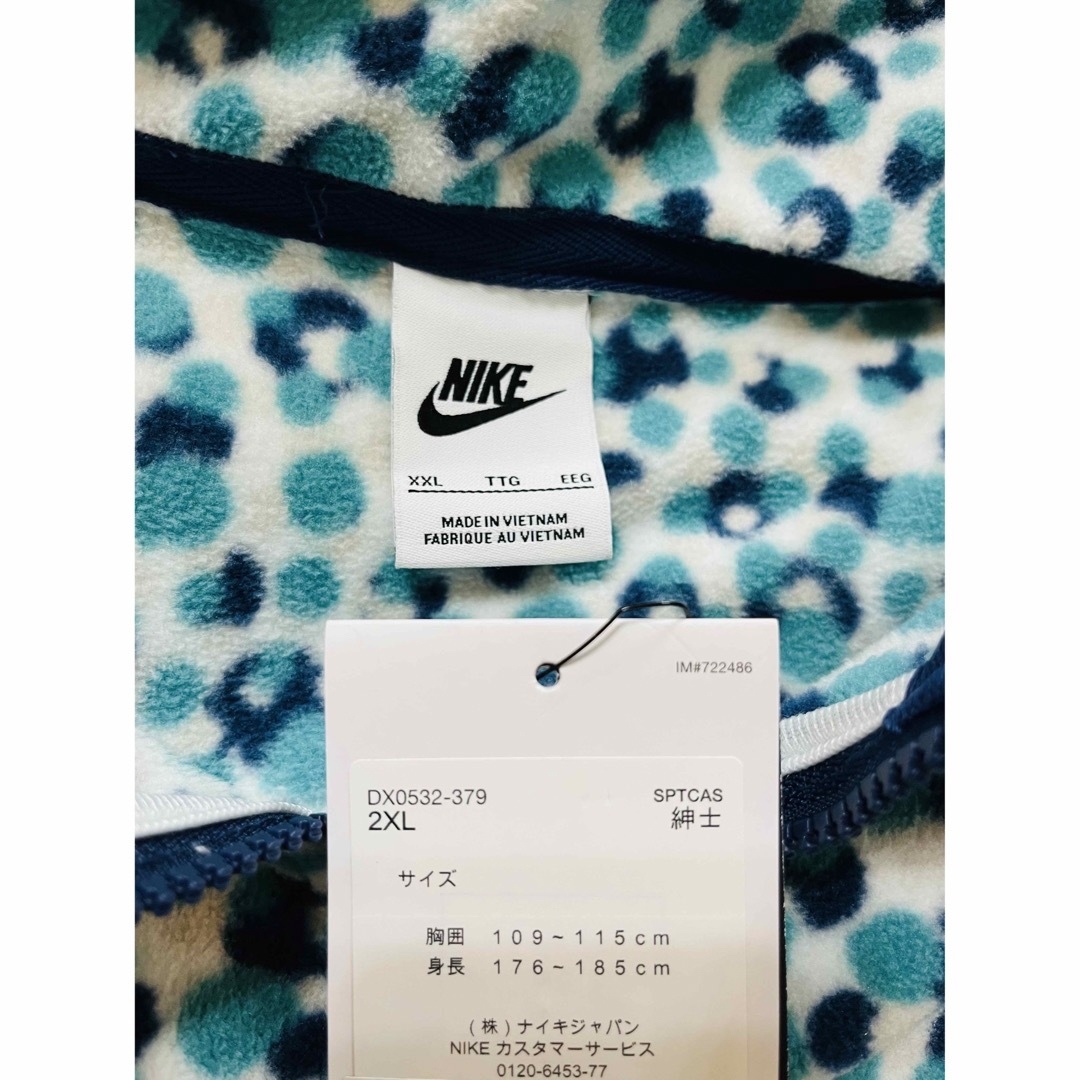 NIKE
XXL TTG EEG
MADE IN VIETNAM
FABRIQUE AU VIETNAM
IM#722486
DX0532-379 SPTCAS
2XL 紳士
サイズ
胸囲 109~115cm
身長 176~185cm
(株)ナイキジャパン
NIKE カスタマーサービス
0120-6453-77